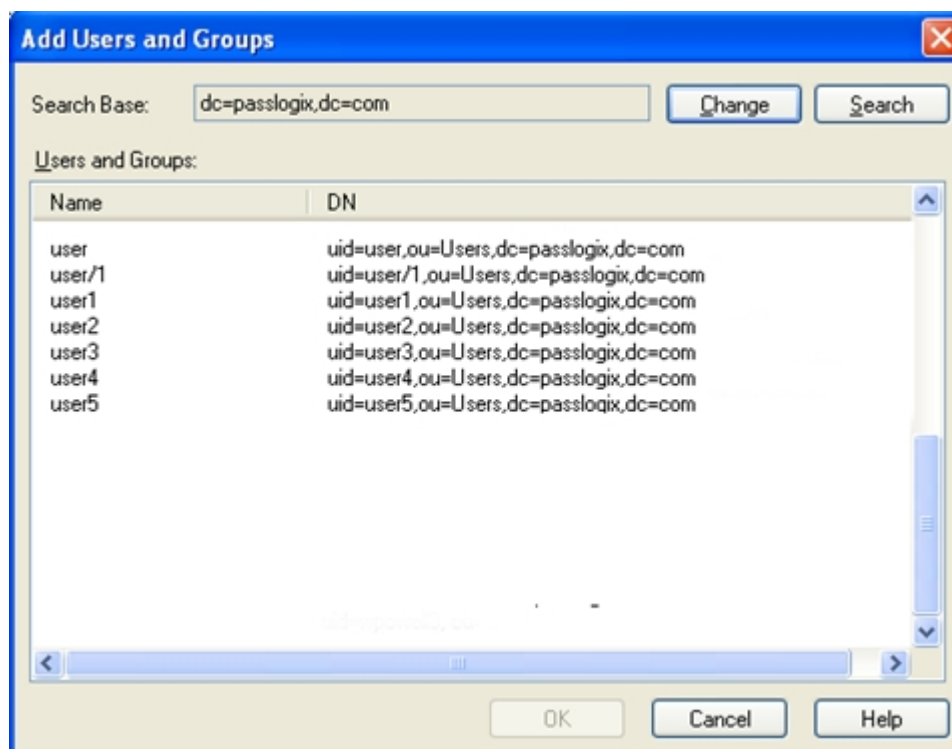 Add Users and Groups
Search Base: dc=passlogix,dc=com Change Search
Users and Groups:
Name DN
user uid=user,ou=Users,dc=passlogix,dc=com
user/1 uid=user/1,ou=Users,dc=passlogix,dc=com
user1 uid=user1,ou=Users,dc=passlogix,dc=com
user2 uid=user2,ou=Users,dc=passlogix,dc=com
user3 uid=user3,ou=Users,dc=passlogix,dc=com
user4 uid=user4,ou=Users,dc=passlogix,dc=com
user5 uid=user5,ou=Users,dc=passlogix,dc=com
OK Cancel Help